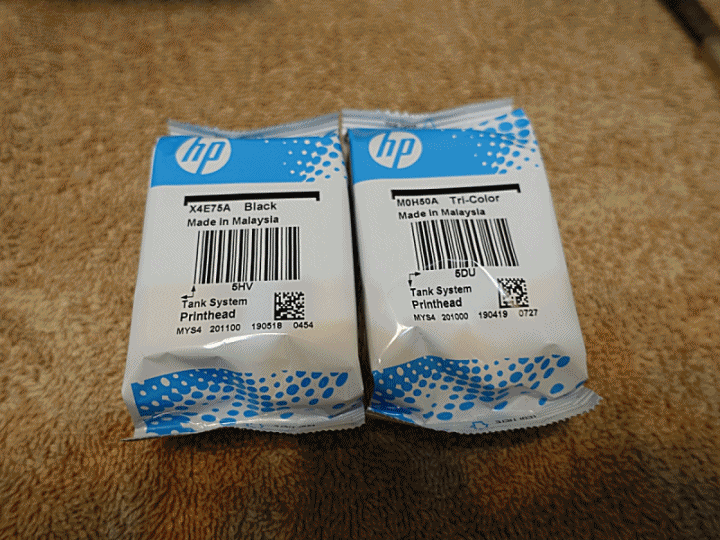 hp
X4E75A Black
Made in Malaysia
5HV
Tank System
Printhead
MYS4 201100 190518 0454
hp
M0H50A Tri-Color
Made in Malaysia
5DU
Tank System
Printhead
MYS4 201000 190419 0727